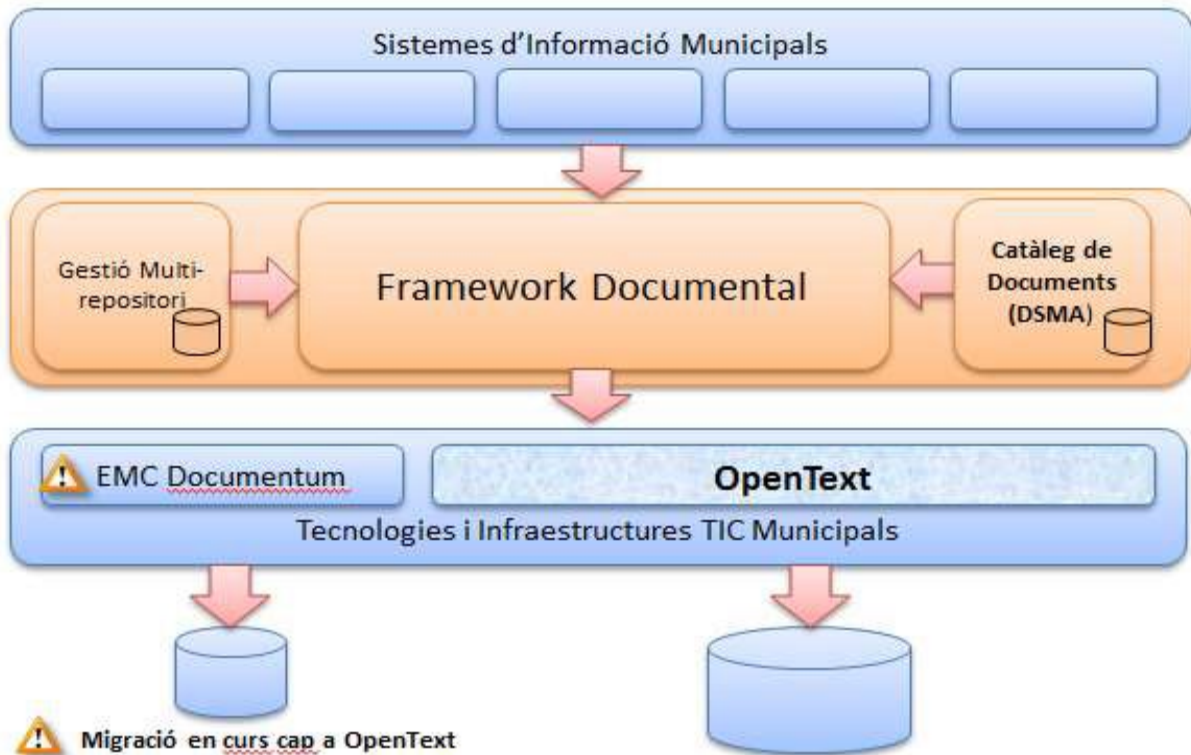 Sistemes d'Informació Municipals
Gestió Multi-
repositori
Framework Documental
Catàleg de
Documents
(DSMA)
EMC Documentum
OpenText
Tecnologies i Infraestructures TIC Municipals
Migració en curs cap a OpenText